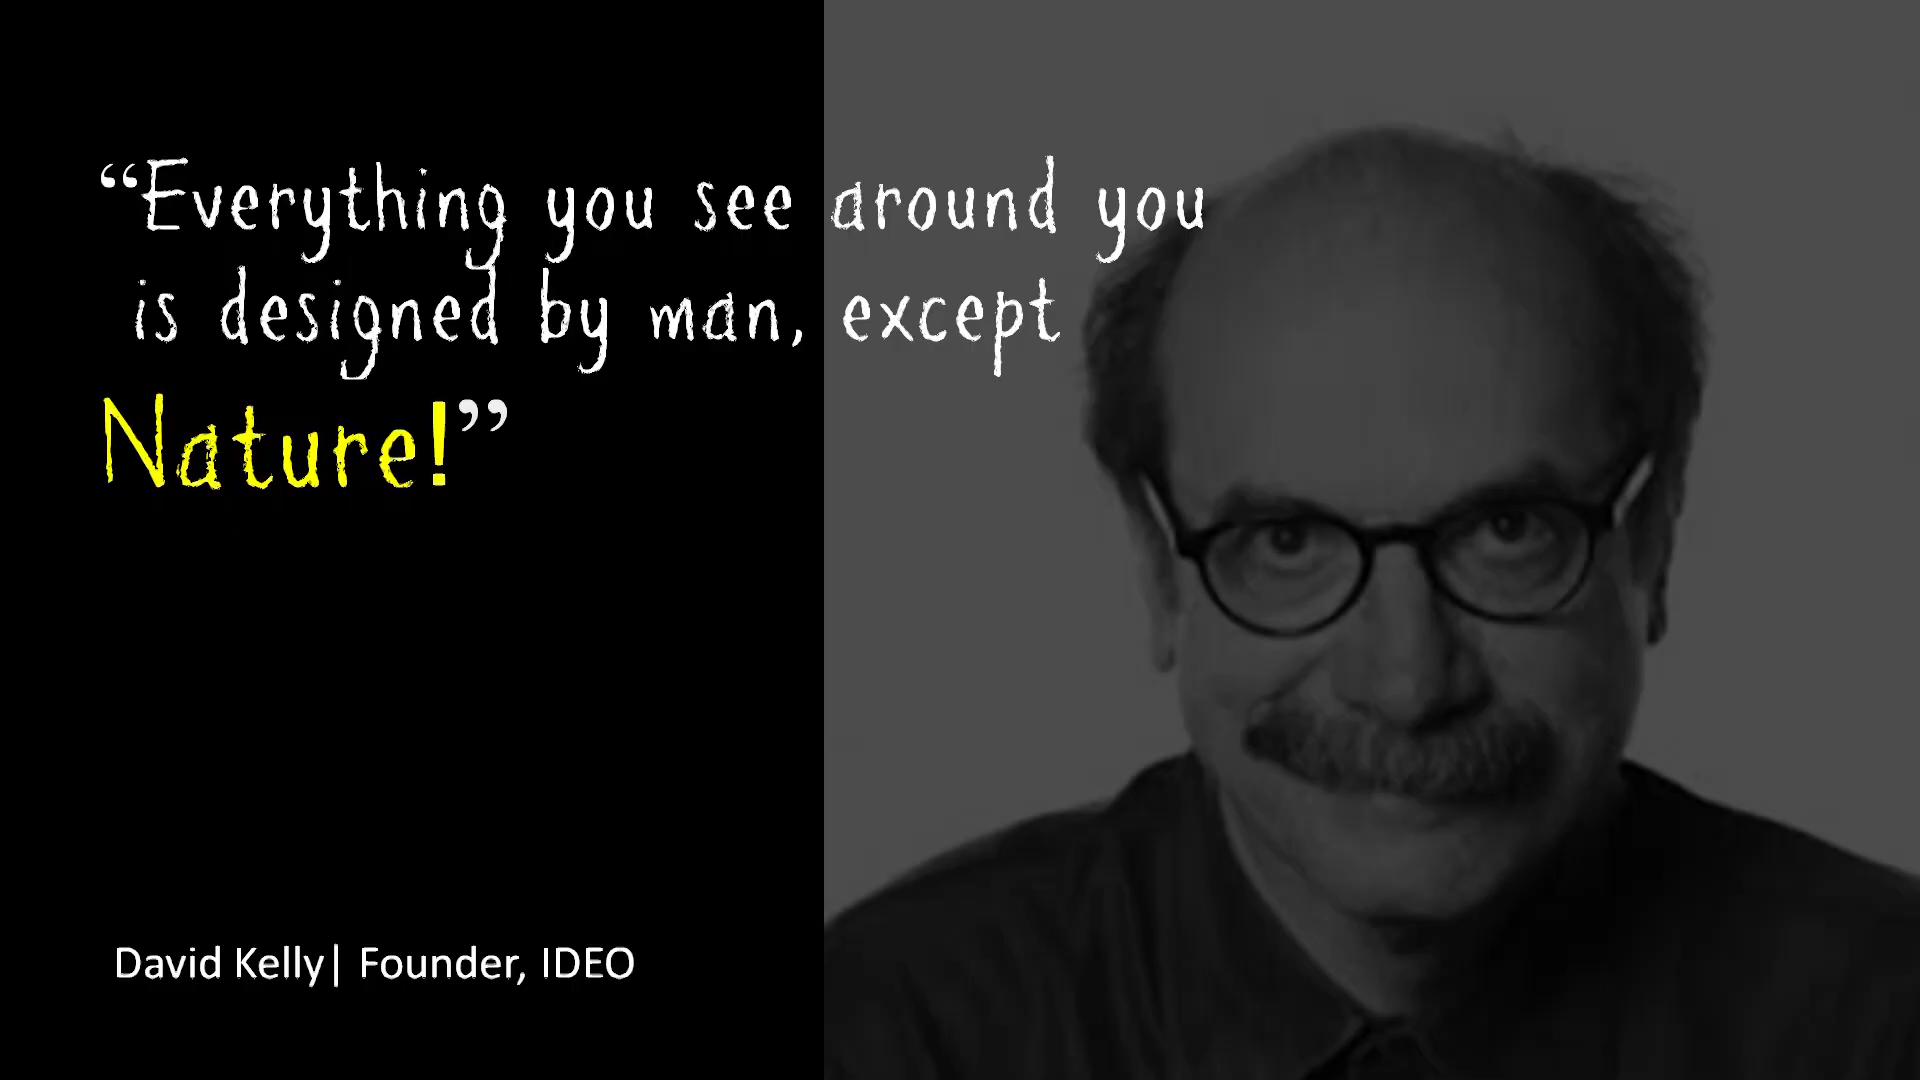 “Everything you see around you
is designed by man, except
Nature!”
David Kelly| Founder, IDEO